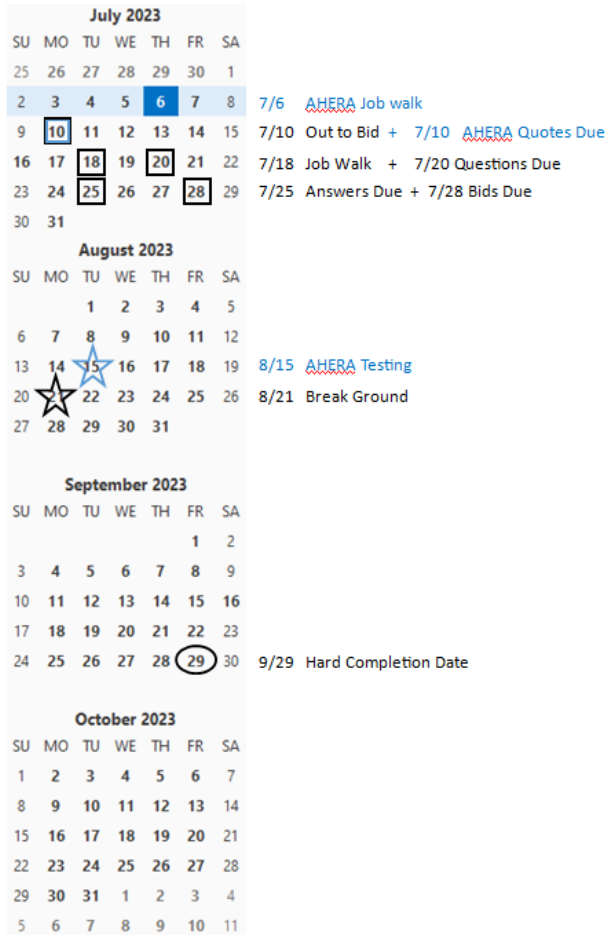 July 2023
SU MO TU WE TH FR SA
25 26 27 28 29 30 1
2 3 4 5 6 7 8 7/6 AHERA Job walk
9 10 11 12 13 14 15 7/10 Out to Bid + 7/10 AHERA Quotes Due
16 17 18 19 20 21 22 7/18 Job Walk + 7/20 Questions Due
23 24 25 26 27 28 29 7/25 Answers Due + 7/28 Bids Due
30 31
August 2023
SU MO TU WE TH FR SA
1 2 3 4 5
6 7 8 9 10 11 12
13 14 15 16 17 18 19 8/15 AHERA Testing
20 21 22 23 24 25 26 8/21 Break Ground
27 28 29 30 31
September 2023
SU MO TU WE TH FR SA
1 2
3 4 5 6 7 8 9
10 11 12 13 14 15 16
17 18 19 20 21 22 23
24 25 26 27 28 29 30 9/29 Hard Completion Date
October 2023
SU MO TU WE TH FR SA
1 2 3 4 5 6 7
8 9 10 11 12 13 14
15 16 17 18 19 20 21
22 23 24 25 26 27 28
29 30 31 1 2 3 4
5 6 7 8 9 10 11